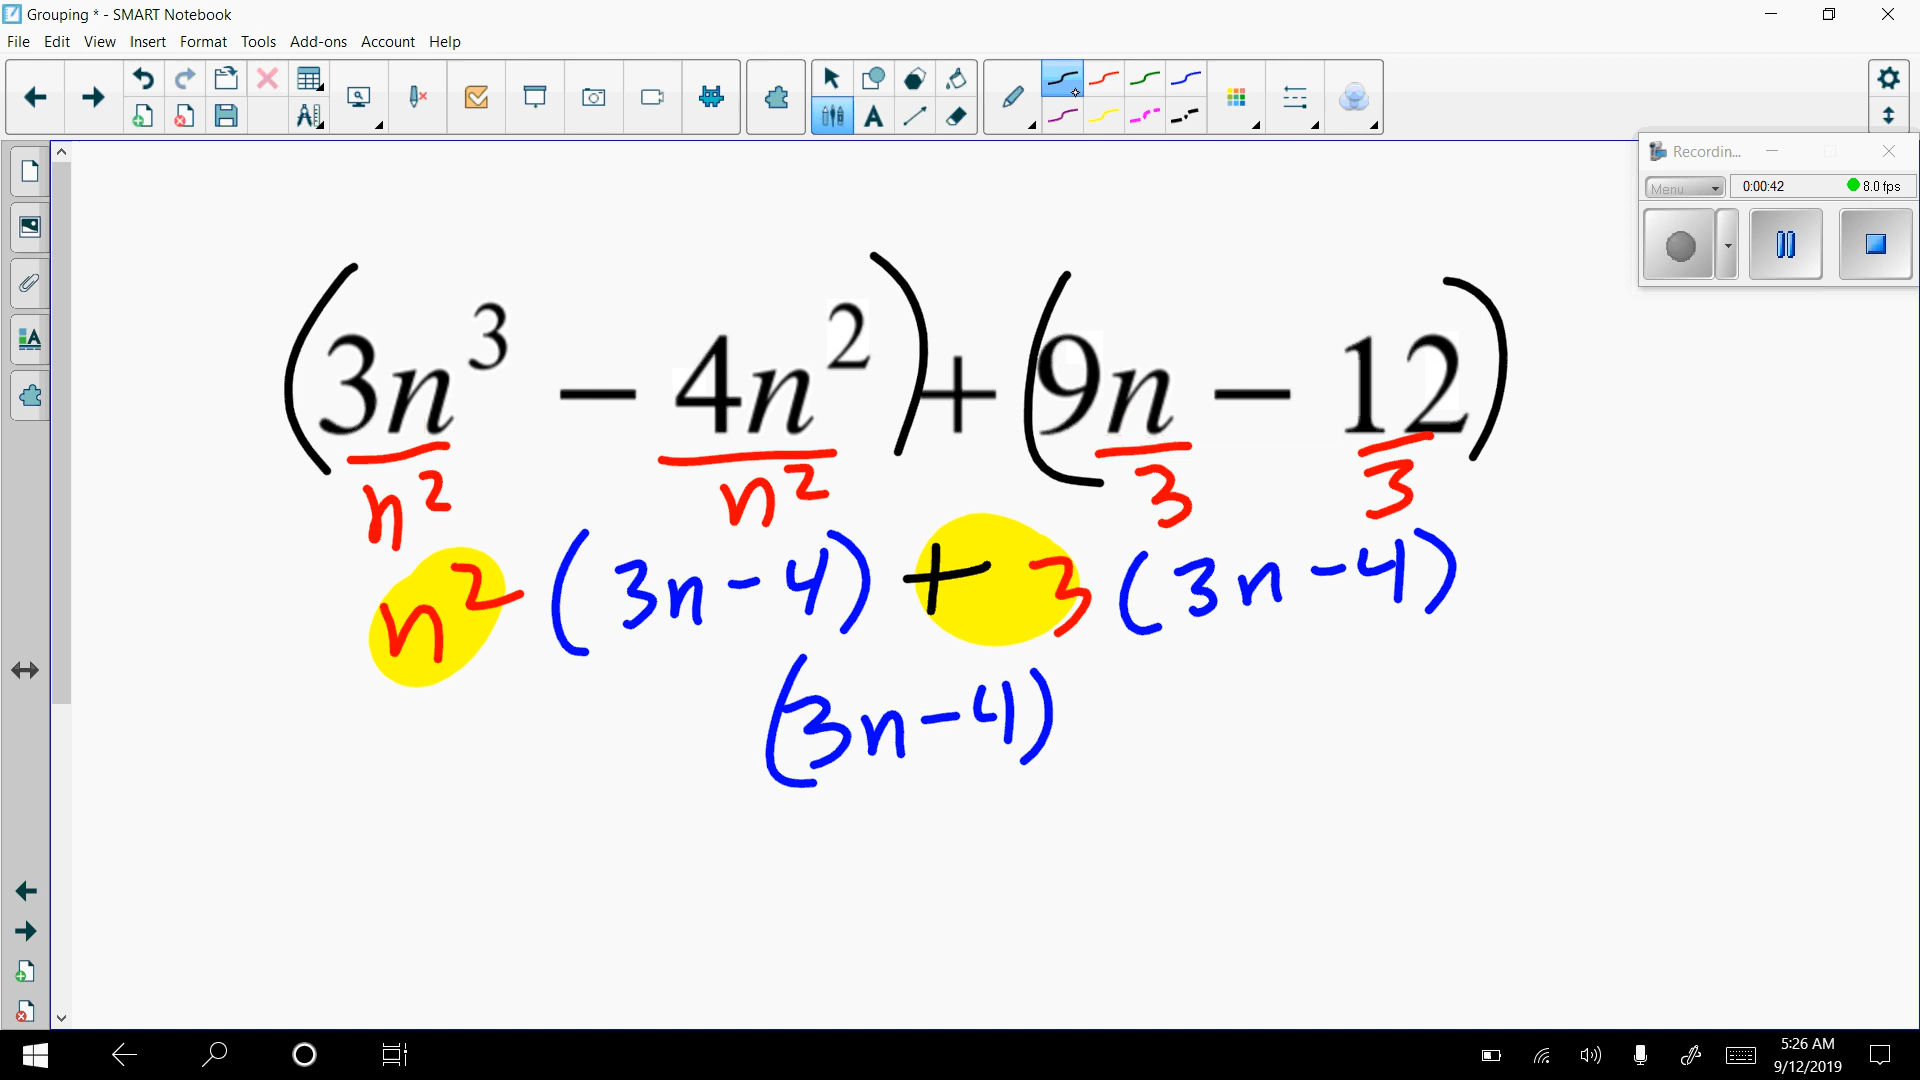 Grouping * - SMART Notebook
File Edit View Insert Format Tools Add-ons Account Help
Recordin...
Menu 0:00:42 8.0 fps
(3n³ − 4n²) + (9n − 12)
n² n² 3 3
n² (3n − 4) + 3 (3n − 4)
(3n − 4)
5:26 AM
9/12/2019